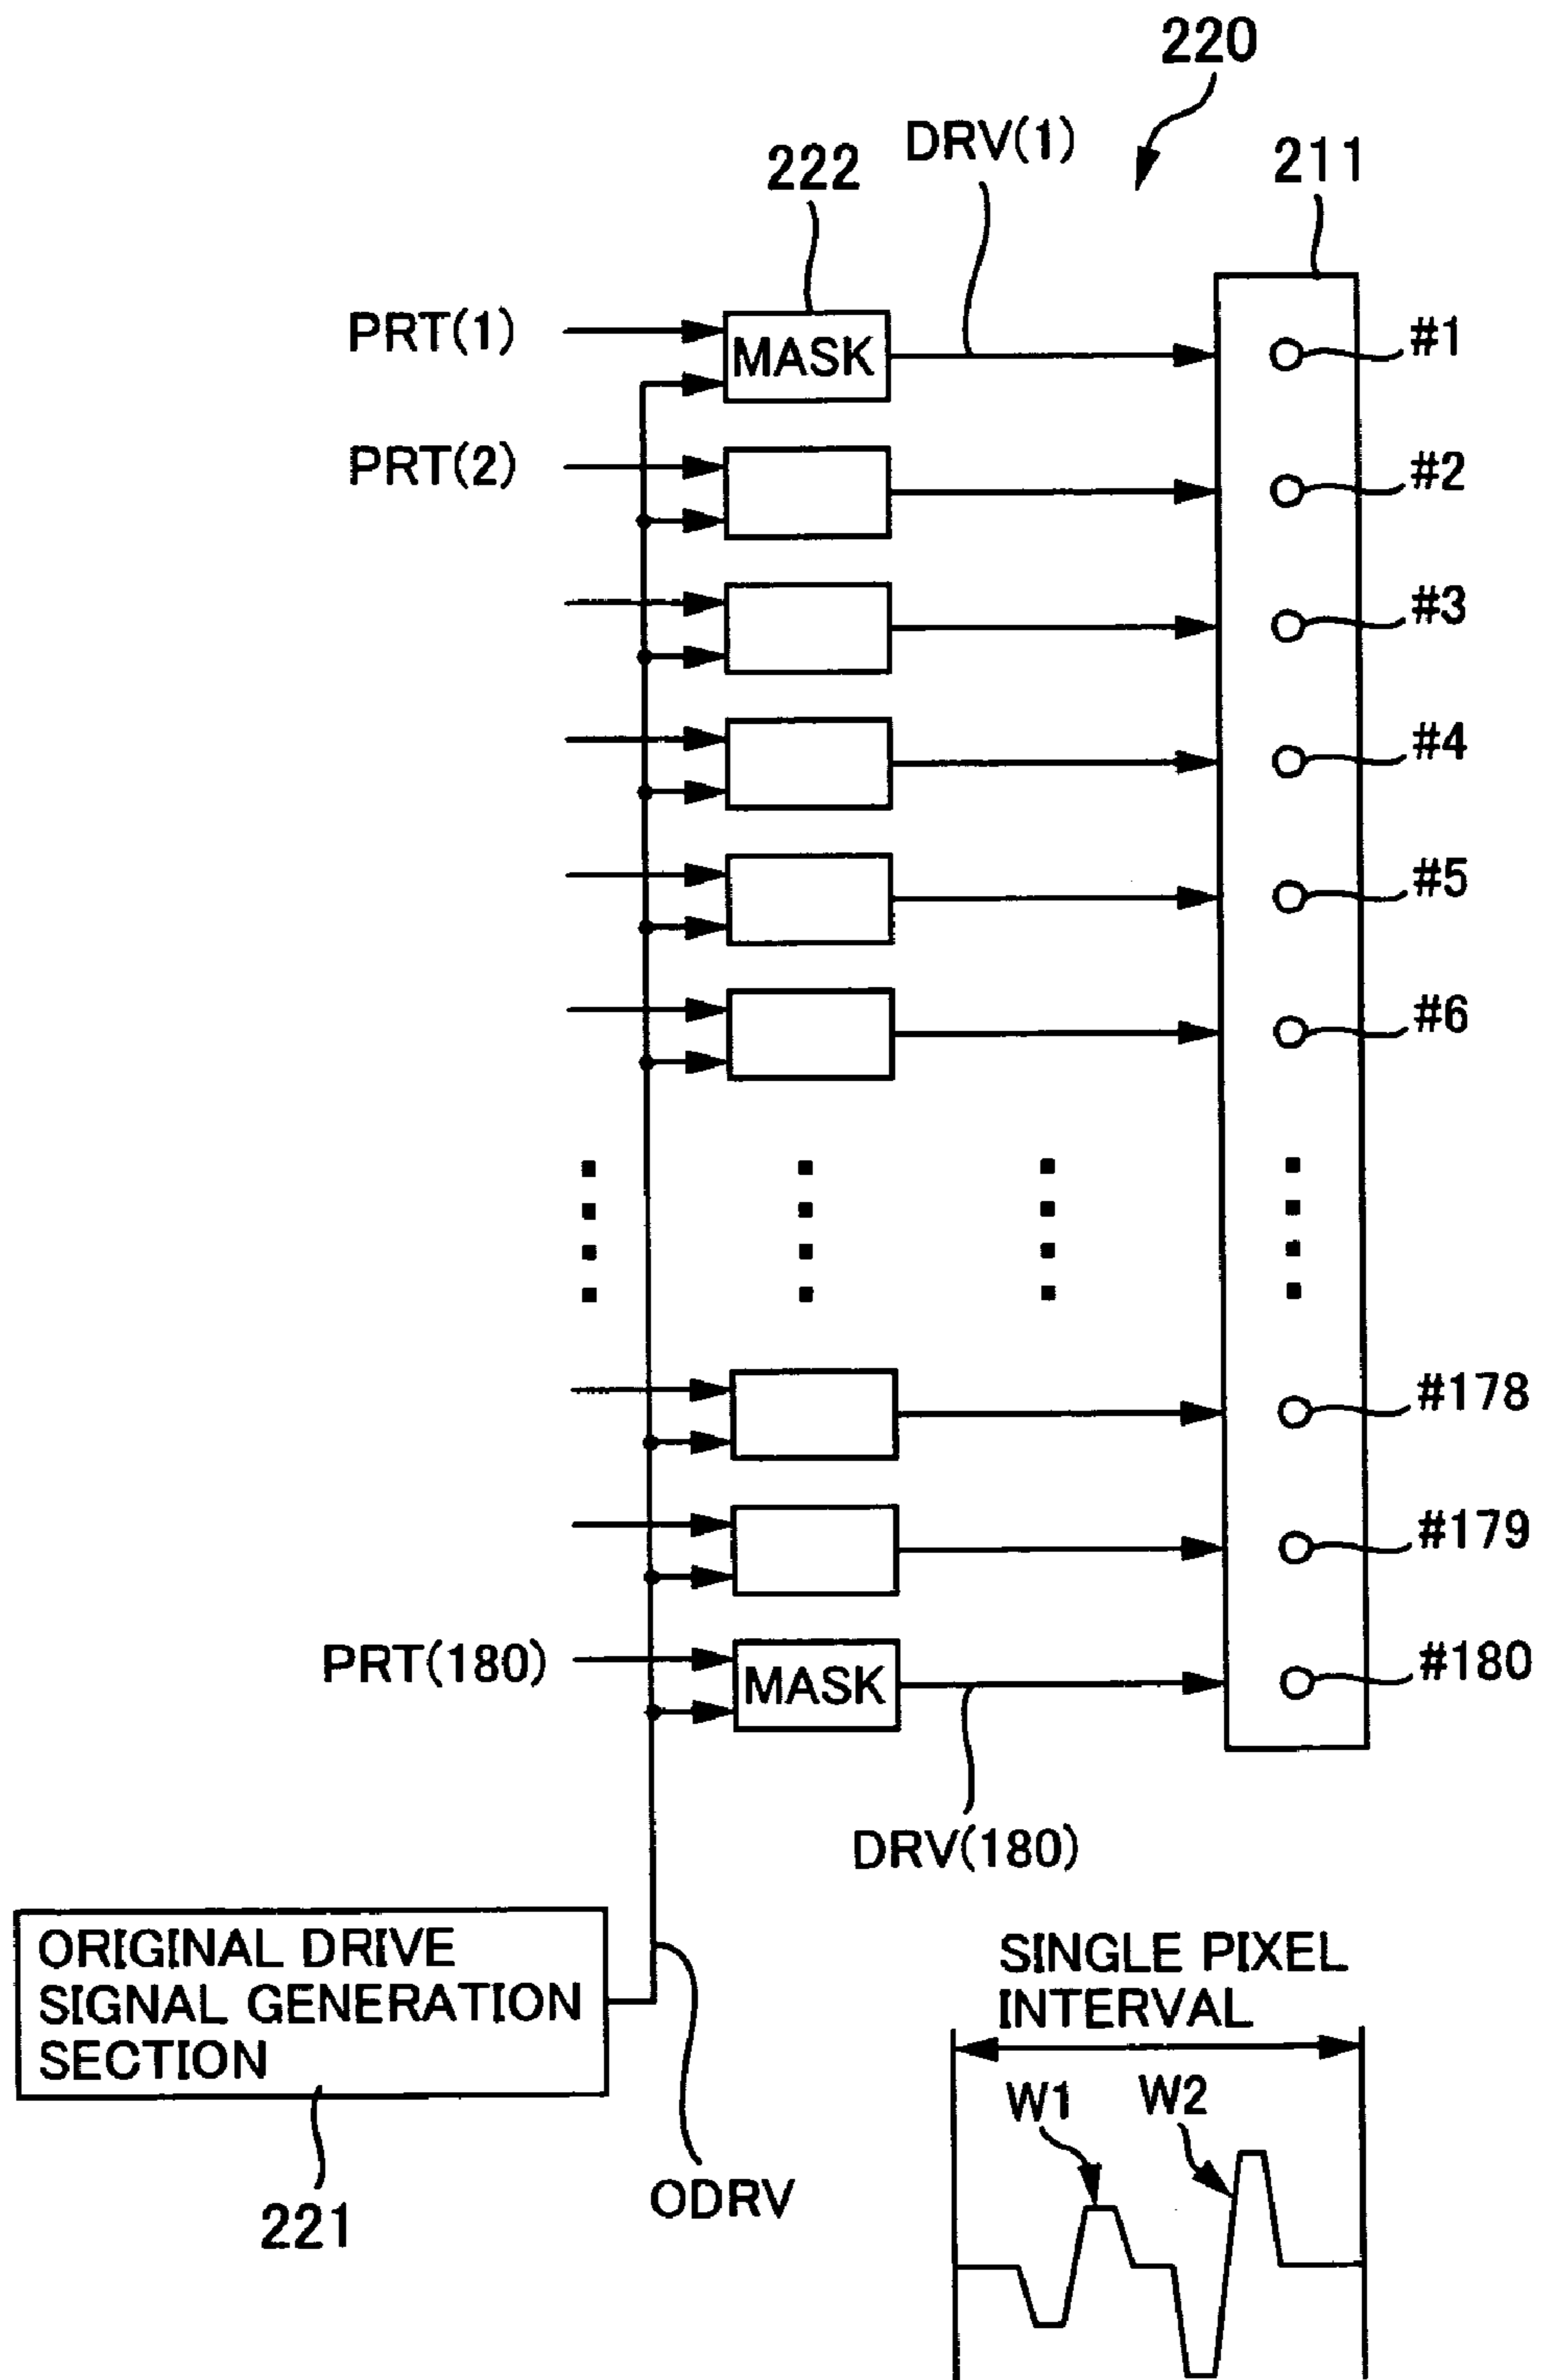 220
DRV(1)
222
211
PRT(1)
MASK
#1
PRT(2)
#2
#3
#4
#5
#6
#178
#179
PRT(180)
MASK
#180
DRV(180)
ORIGINAL DRIVE
SIGNAL GENERATION
SECTION
SINGLE PIXEL
INTERVAL
W1
W2
ODRV
221